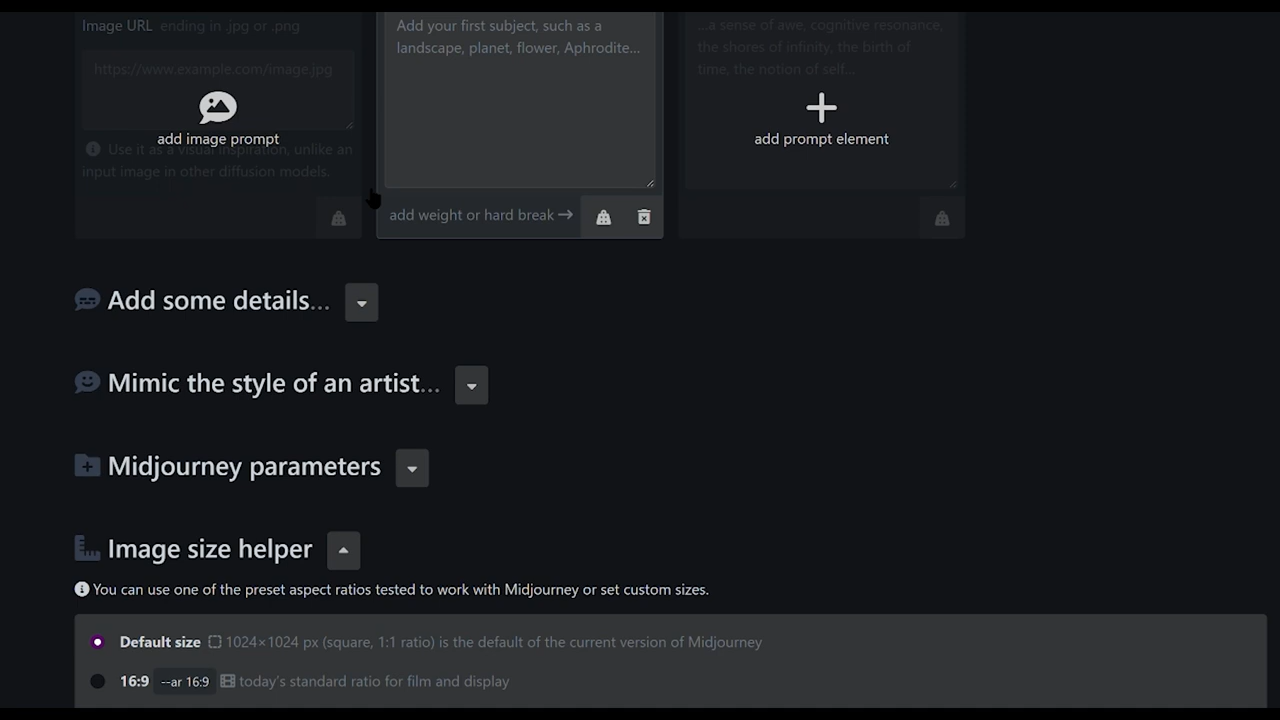 Image URL ending in .jpg or .png
https://www.example.com/image.jpg
add image prompt
Use it as a visual inspiration, unlike an
input image in other diffusion models.
Add your first subject, such as a
landscape, planet, flower, Aphrodite...
add weight or hard break →
...a sense of awe, cognitive resonance,
the shores of infinity, the birth of
time, the notion of self...
add prompt element
Add some details...
Mimic the style of an artist...
Midjourney parameters
Image size helper
You can use one of the preset aspect ratios tested to work with Midjourney or set custom sizes.
Default size 1024×1024 px (square, 1:1 ratio) is the default of the current version of Midjourney
16:9 --ar 16:9 today's standard ratio for film and display